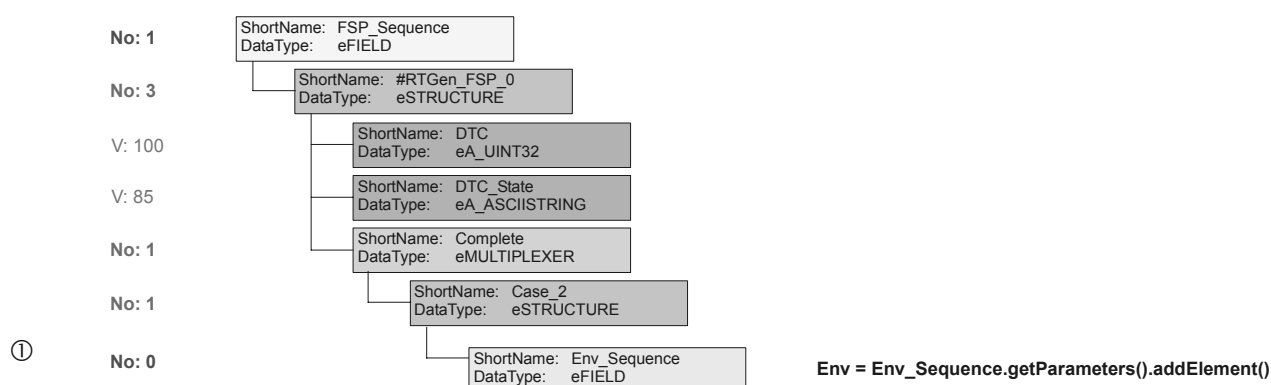 No: 1
ShortName: FSP_Sequence
DataType: eFIELD
No: 3
ShortName: #RTGen_FSP_0
DataType: eSTRUCTURE
V: 100
ShortName: DTC
DataType: eA_UINT32
V: 85
ShortName: DTC_State
DataType: eA_ASCIISTRING
No: 1
ShortName: Complete
DataType: eMULTIPLEXER
No: 1
ShortName: Case_2
DataType: eSTRUCTURE
①
No: 0
ShortName: Env_Sequence
DataType: eFIELD
Env = Env_Sequence.getParameters().addElement()